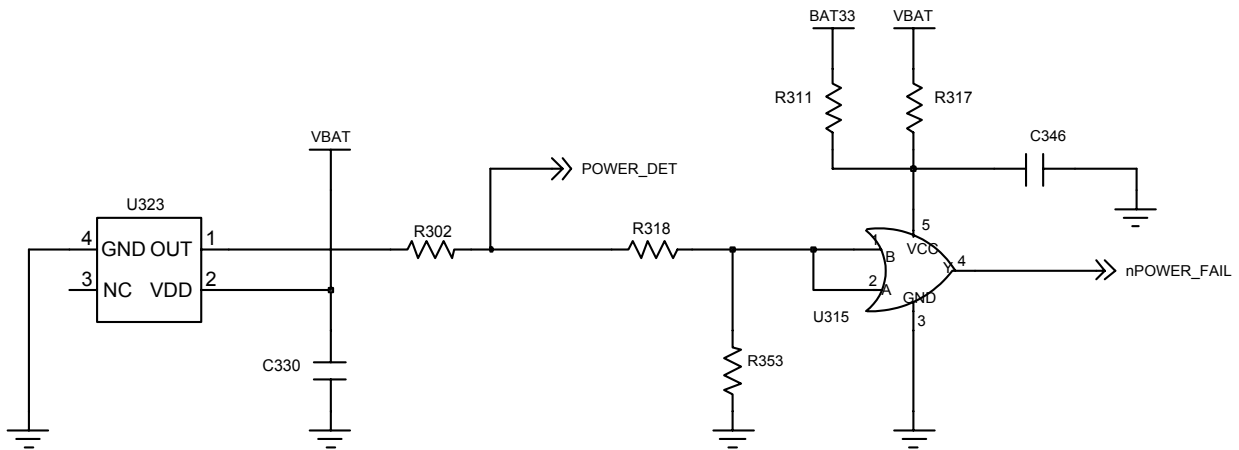 BAT33
VBAT
R311
R317
C346
VBAT
POWER_DET
U323
R302
R318
4 GND OUT 1
3 NC VDD 2
5
VCC
1
B
2
A
Y
4
nPOWER_FAIL
GND
3
U315
C330
R353